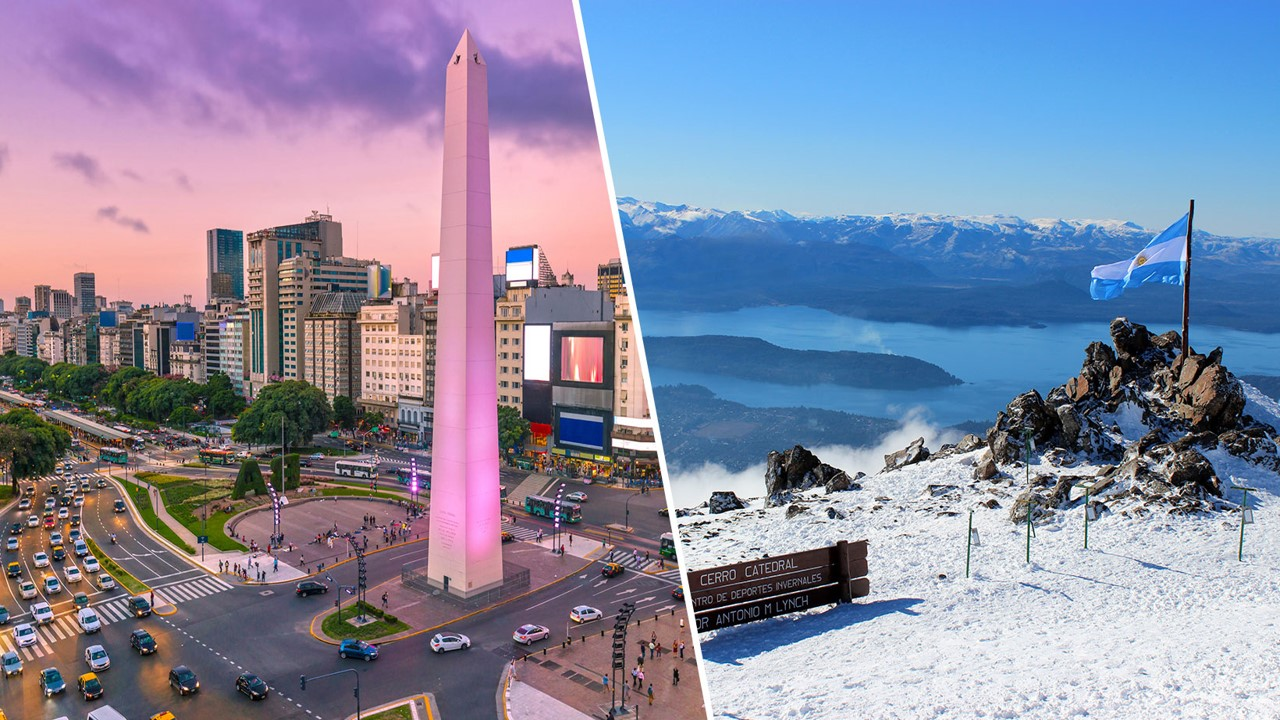 CERRO CATEDRAL
NTRO DE DEPORTES INVERNALES
OR ANTONIO M LYNCH